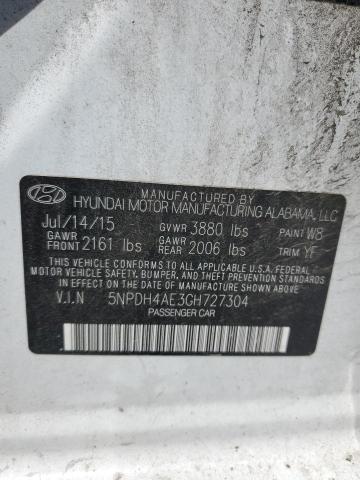 MANUFACTURED BY
HYUNDAI MOTOR MANUFACTURING ALABAMA, LLC
Jul/14/15 GVWR 3880 lbs PAINT W8
GAWR FRONT 2161 lbs GAWR REAR 2006 lbs TRIM YF
THIS VEHICLE CONFORMS TO ALL APPLICABLE U.S.A. FEDERAL
MOTOR VEHICLE SAFETY, BUMPER, AND THEFT PREVENTION STANDARDS
IN EFFECT ON THE DATE OF MANUFACTURE SHOWN ABOVE.
V.I.N 5NPDH4AE3GH727304
PASSENGER CAR